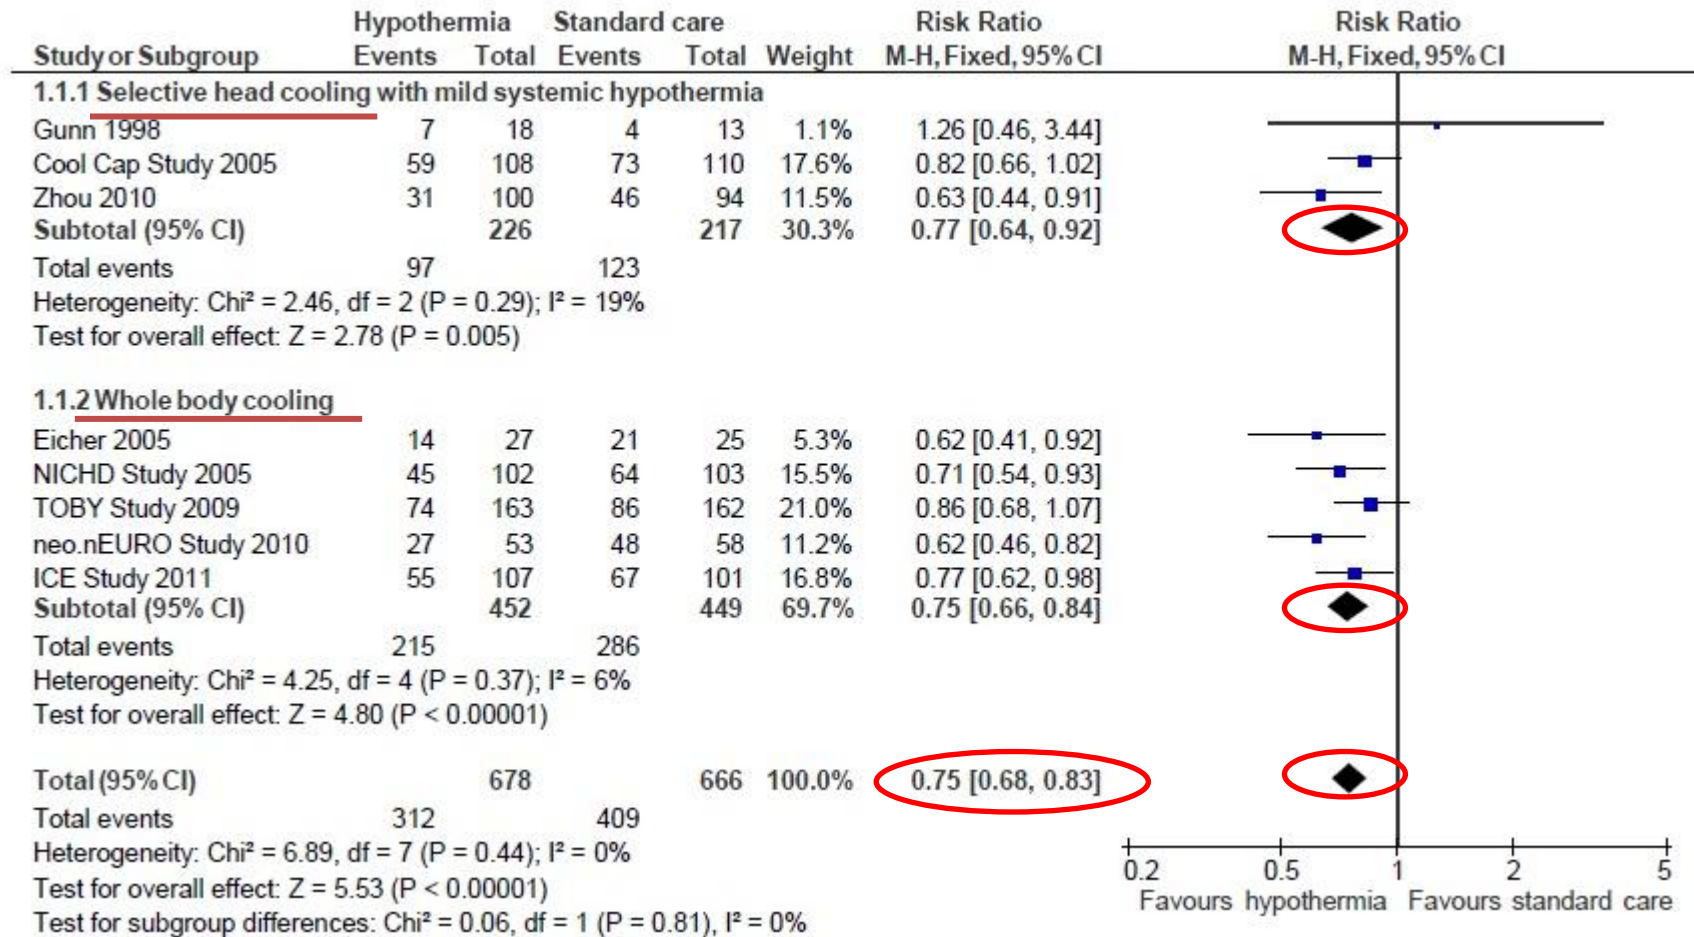 Hypothermia Standard care Risk Ratio Risk Ratio
Study or Subgroup Events Total Events Total Weight M-H, Fixed, 95% CI M-H, Fixed, 95% CI
1.1.1 Selective head cooling with mild systemic hypothermia
Gunn 1998 7 18 4 13 1.1% 1.26 [0.46, 3.44]
Cool Cap Study 2005 59 108 73 110 17.6% 0.82 [0.66, 1.02]
Zhou 2010 31 100 46 94 11.5% 0.63 [0.44, 0.91]
Subtotal (95% CI) 226 217 30.3% 0.77 [0.64, 0.92]
Total events 97 123
Heterogeneity: Chi² = 2.46, df = 2 (P = 0.29); I² = 19%
Test for overall effect: Z = 2.78 (P = 0.005)
1.1.2 Whole body cooling
Eicher 2005 14 27 21 25 5.3% 0.62 [0.41, 0.92]
NICHD Study 2005 45 102 64 103 15.5% 0.71 [0.54, 0.93]
TOBY Study 2009 74 163 86 162 21.0% 0.86 [0.68, 1.07]
neo.nEURO Study 2010 27 53 48 58 11.2% 0.62 [0.46, 0.82]
ICE Study 2011 55 107 67 101 16.8% 0.77 [0.62, 0.98]
Subtotal (95% CI) 452 449 69.7% 0.75 [0.66, 0.84]
Total events 215 286
Heterogeneity: Chi² = 4.25, df = 4 (P = 0.37); I² = 6%
Test for overall effect: Z = 4.80 (P < 0.00001)
Total (95% CI) 678 666 100.0% 0.75 [0.68, 0.83]
Total events 312 409
Heterogeneity: Chi² = 6.89, df = 7 (P = 0.44); I² = 0%
Test for overall effect: Z = 5.53 (P < 0.00001)
Test for subgroup differences: Chi² = 0.06, df = 1 (P = 0.81), I² = 0%
0.2 0.5 1 2 5
Favours hypothermia Favours standard care